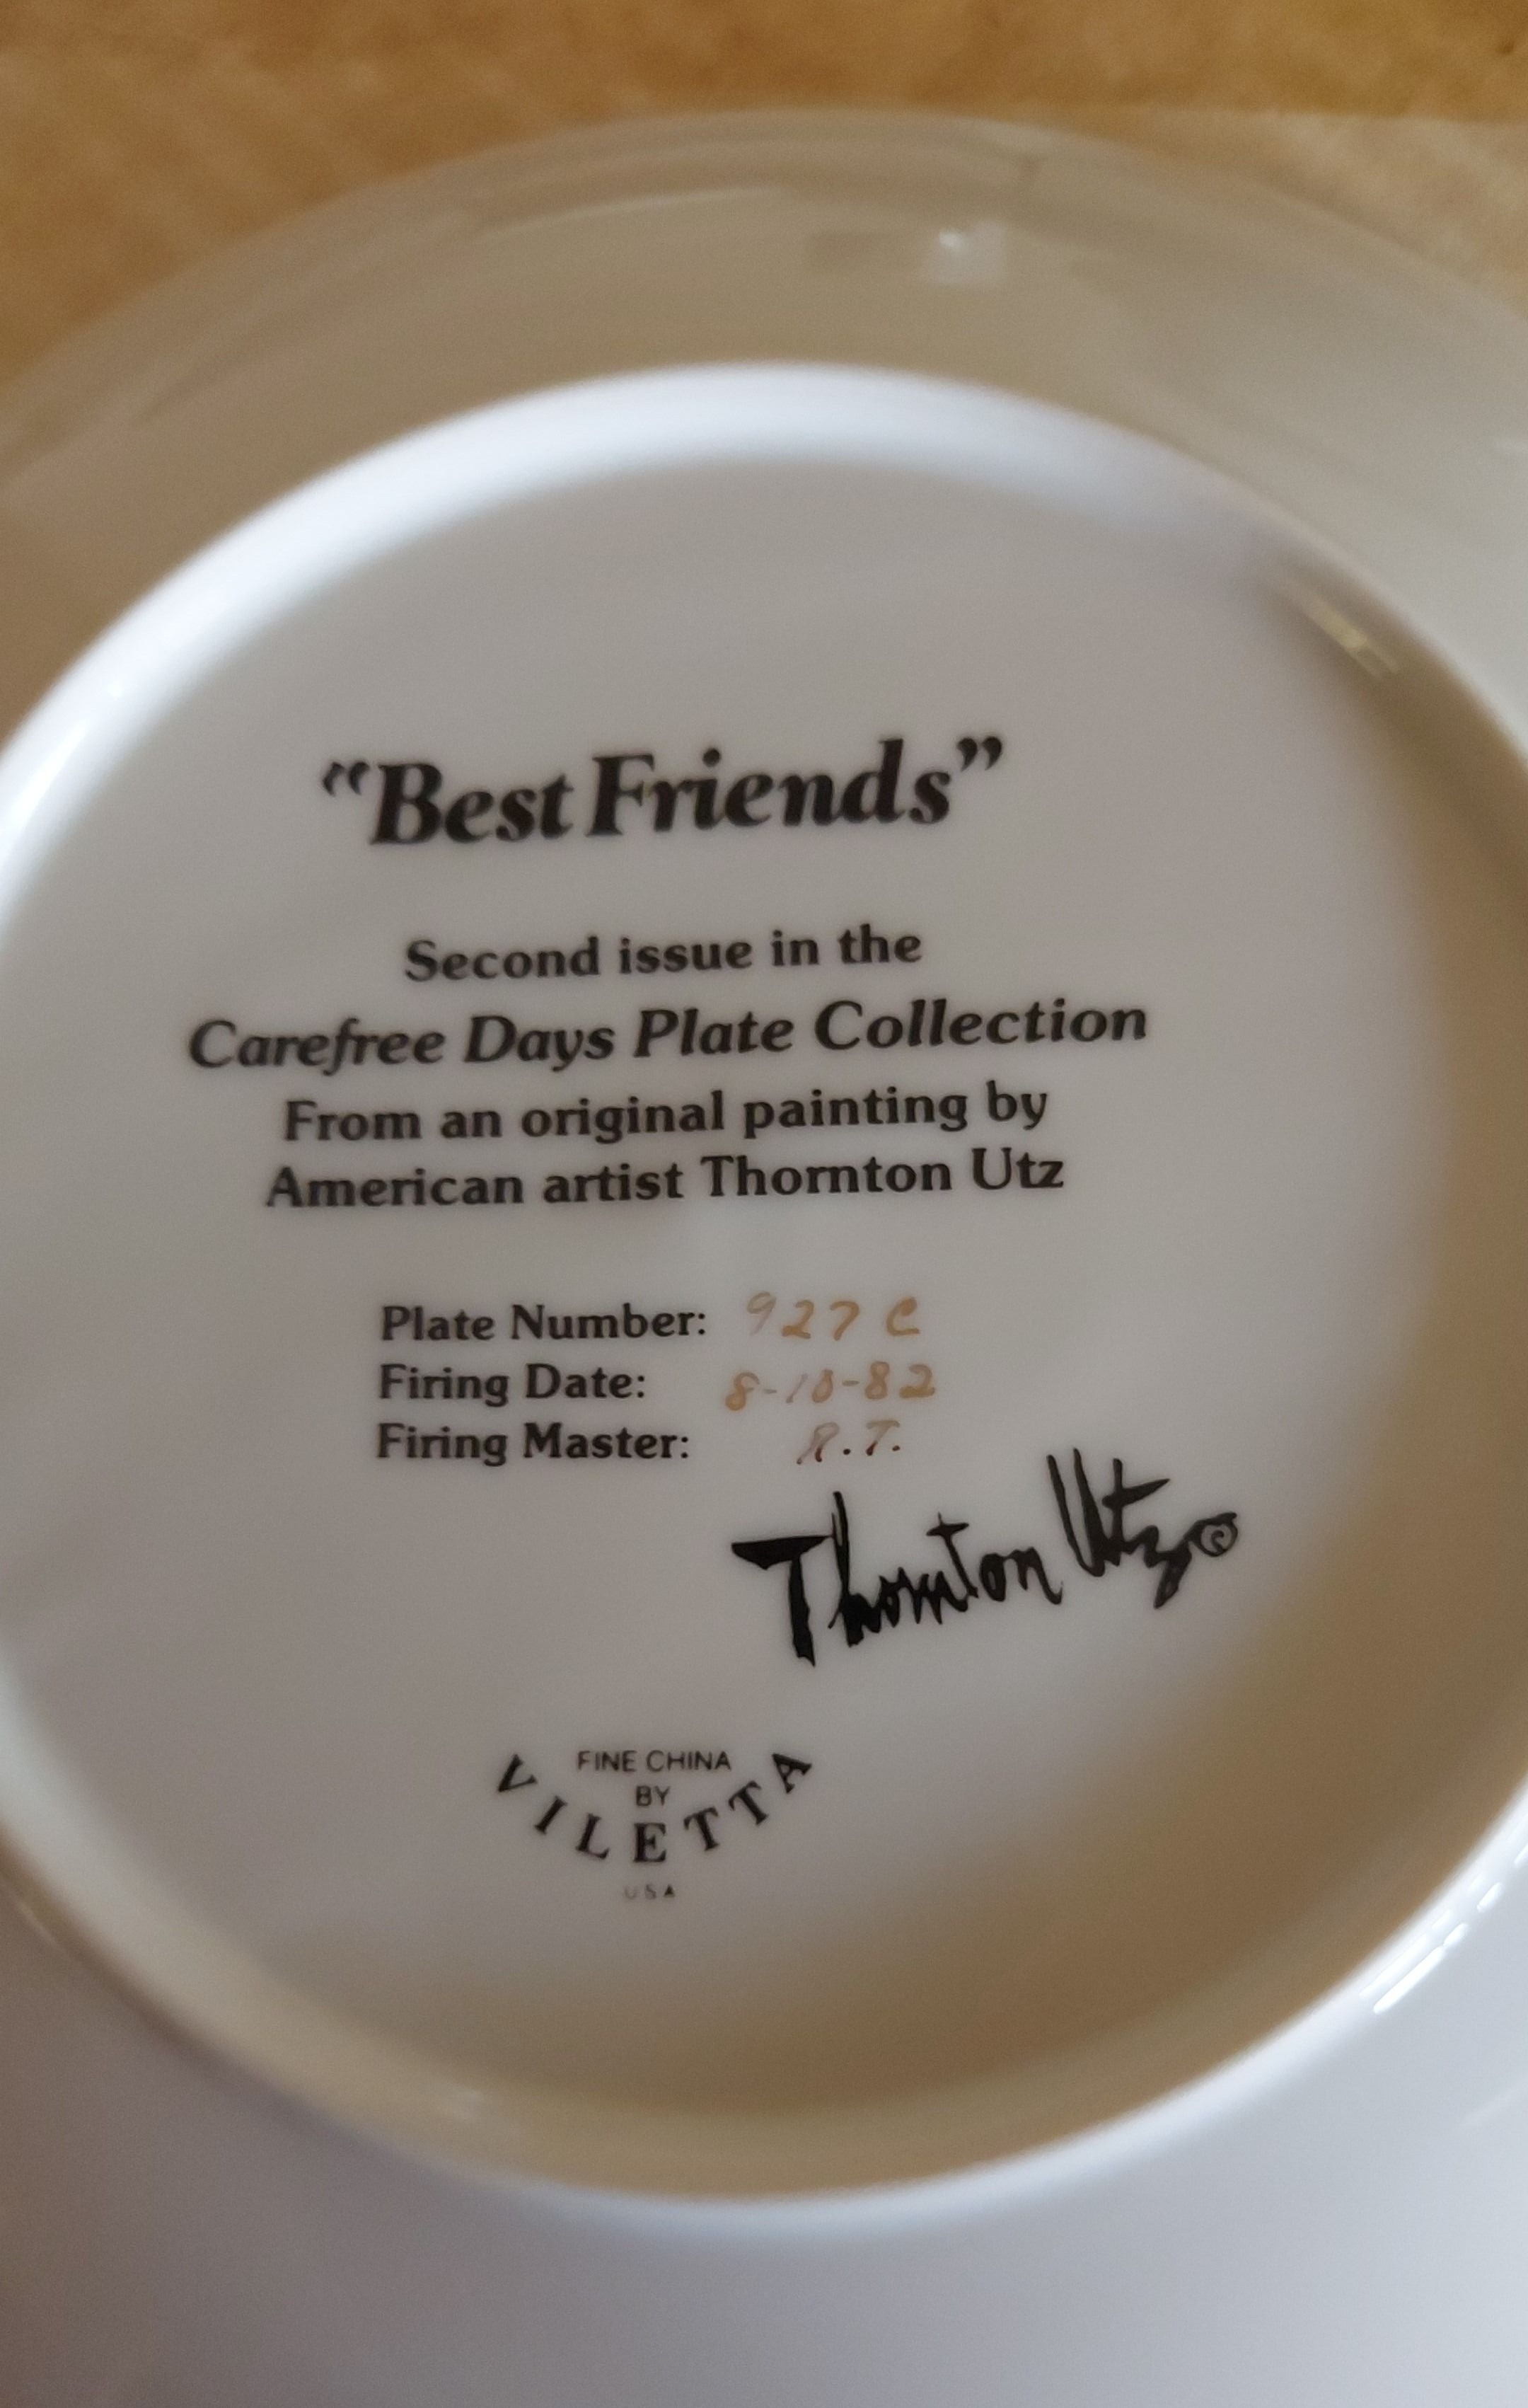 "Best Friends"
Second issue in the
Carefree Days Plate Collection
From an original painting by
American artist Thornton Utz
Plate Number: 927 C
Firing Date: 8-10-82
Firing Master: R.T.
Thornton Utz ©
FINE CHINA
BY
VILETTA
USA